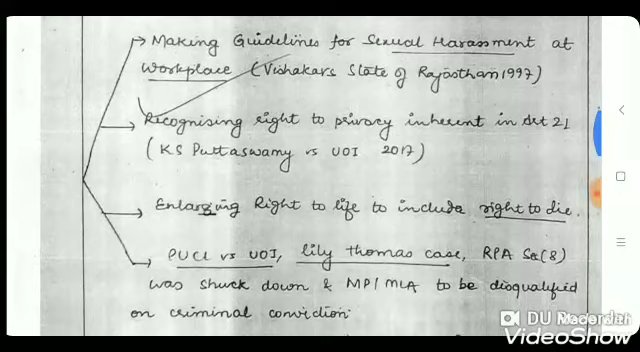 → Making Guidelines for Sexual Harassment at
Workplace (Vishakavs State of Rajasthan 1997)
→ Recognising right to privacy inherent in Art 21
(KS Puttaswamy vs UOI 2017)
→ Enlarging Right to life to include right to die.
→ PUCL vs UOI, lily thomas case, RPA Sec(8)
was struck down & MP/MLA to be disqualified
on criminal conviction
DU Recorder
VideoShow